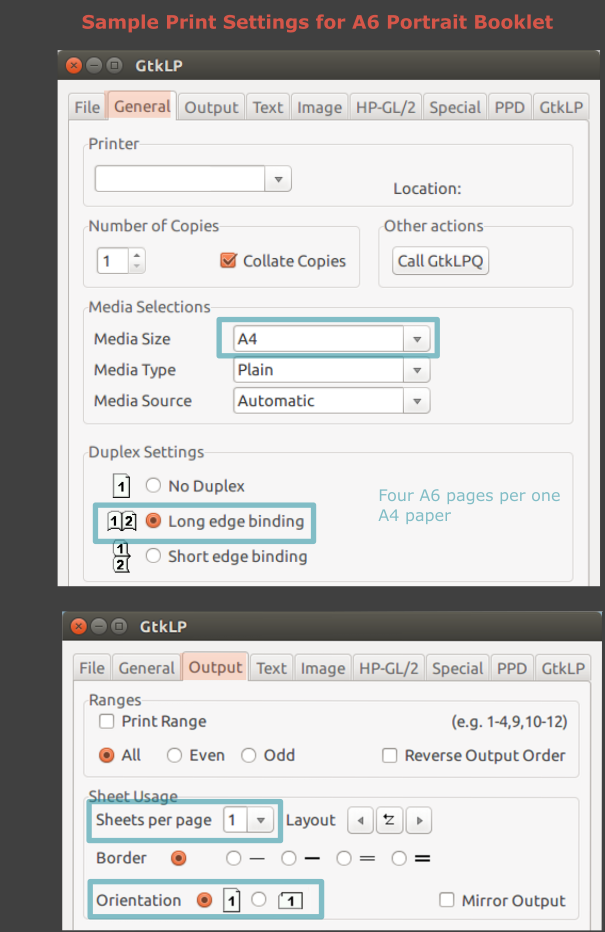 Sample Print Settings for A6 Portrait Booklet
GtkLP
File General Output Text Image HP-GL/2 Special PPD GtkLP
Printer
Location:
Number of Copies Other actions
1 Collate Copies Call GtkLPQ
Media Selections
Media Size A4
Media Type Plain
Media Source Automatic
Duplex Settings
1 No Duplex
Four A6 pages per one
A4 paper
1 2 Long edge binding
1
2 Short edge binding
GtkLP
File General Output Text Image HP-GL/2 Special PPD GtkLP
Ranges
Print Range (e.g. 1-4,9,10-12)
All Even Odd Reverse Output Order
Sheet Usage
Sheets per page 1 Layout
Border
Orientation 1 1 Mirror Output